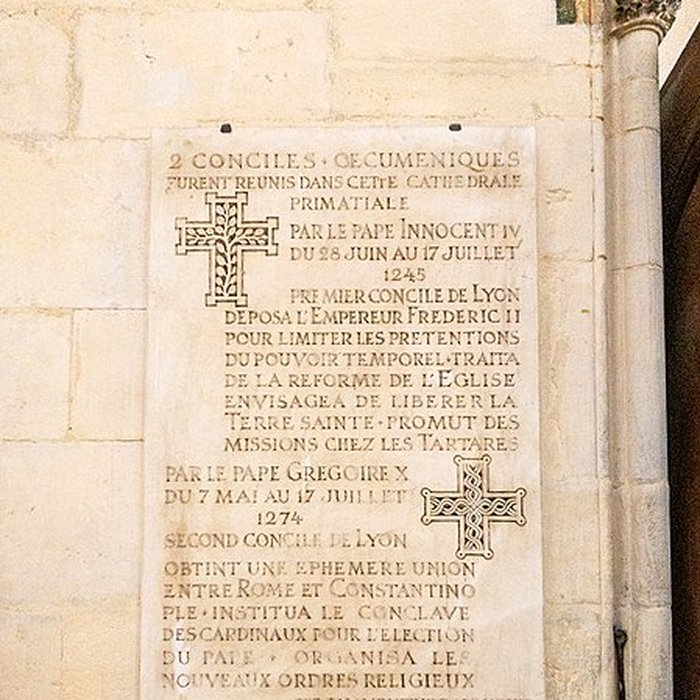 2 CONCILES · OECUMENIQUES
FURENT REUNIS DANS CETTE CATHEDRALE
PRIMATIALE
PAR LE PAPE INNOCENT IV
DU 28 JUIN AU 17 JUILLET
1245
PREMIER CONCILE DE LYON
DEPOSA L'EMPEREUR FREDERIC II
POUR LIMITER LES PRETENTIONS
DU POUVOIR TEMPOREL · TRAITA
DE LA REFORME DE L'EGLISE
ENVISAGEA DE LIBERER LA
TERRE SAINTE · PROMUT DES
MISSIONS CHEZ LES TARTARES
PAR LE PAPE GREGOIRE X
DU 7 MAI AU 17 JUILLET
1274
SECOND CONCILE DE LYON
OBTINT UNE EPHEMERE UNION
ENTRE ROME ET CONSTANTINO
PLE · INSTITUA LE CONCLAVE
DES CARDINAUX POUR L'ELECTION
DU PAPE · ORGANISA LES
NOUVEAUX ORDRES RELIGIEUX